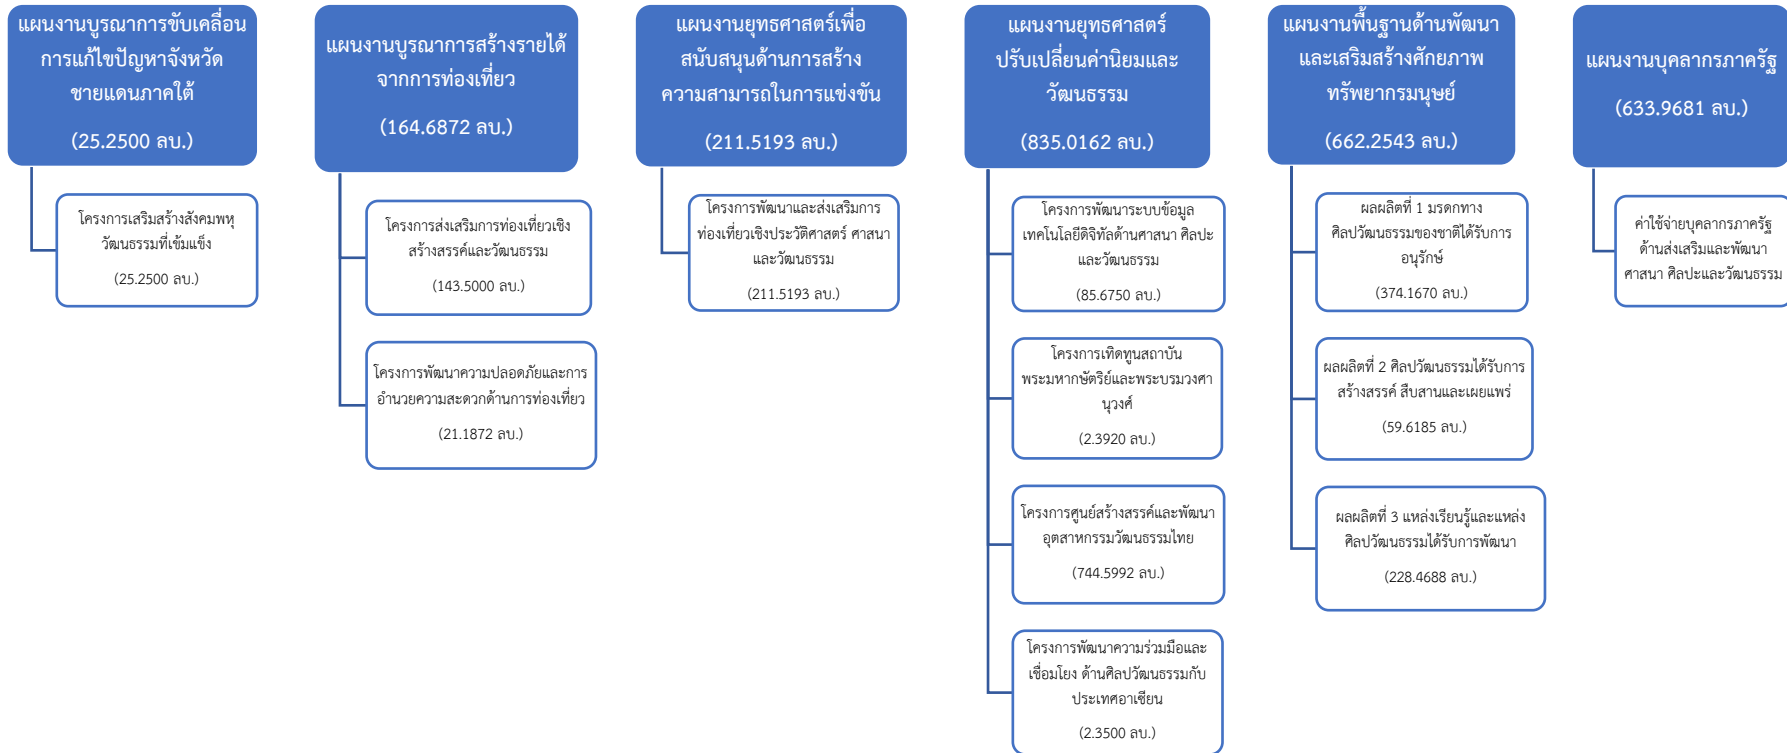 แผนงานบูรณาการขับเคลื่อน
การแก้ไขปัญหาจังหวัด
ชายแดนภาคใต้
(25.2500 ลบ.)
โครงการเสริมสร้างสังคมพหุ
วัฒนธรรมที่เข้มแข็ง
(25.2500 ลบ.)
แผนงานบูรณาการสร้างรายได้
จากการท่องเที่ยว
(164.6872 ลบ.)
โครงการส่งเสริมการท่องเที่ยวเชิง
สร้างสรรค์และวัฒนธรรม
(143.5000 ลบ.)
โครงการพัฒนาความปลอดภัยและการ
อำนวยความสะดวกด้านการท่องเที่ยว
(21.1872 ลบ.)
แผนงานยุทธศาสตร์เพื่อ
สนับสนุนด้านการสร้าง
ความสามารถในการแข่งขัน
(211.5193 ลบ.)
โครงการพัฒนาและส่งเสริมการ
ท่องเที่ยวเชิงประวัติศาสตร์ ศาสนา
และวัฒนธรรม
(211.5193 ลบ.)
แผนงานยุทธศาสตร์
ปรับเปลี่ยนค่านิยมและ
วัฒนธรรม
(835.0162 ลบ.)
โครงการพัฒนาระบบข้อมูล
เทคโนโลยีดิจิทัลด้านศาสนา ศิลปะ
และวัฒนธรรม
(85.6750 ลบ.)
โครงการเทิดทูนสถาบัน
พระมหากษัตริย์และพระบรมวงศา
นุวงศ์
(2.3920 ลบ.)
โครงการศูนย์สร้างสรรค์และพัฒนา
อุตสาหกรรมวัฒนธรรมไทย
(744.5992 ลบ.)
โครงการพัฒนาความร่วมมือและ
เชื่อมโยง ด้านศิลปวัฒนธรรมกับ
ประเทศอาเซียน
(2.3500 ลบ.)
แผนงานพื้นฐานด้านพัฒนา
และเสริมสร้างศักยภาพ
ทรัพยากรมนุษย์
(662.2543 ลบ.)
ผลผลิตที่ 1 มรดกทาง
ศิลปวัฒนธรรมของชาติได้รับการ
อนุรักษ์
(374.1670 ลบ.)
ผลผลิตที่ 2 ศิลปวัฒนธรรมได้รับการ
สร้างสรรค์ สืบสานและเผยแพร่
(59.6185 ลบ.)
ผลผลิตที่ 3 แหล่งเรียนรู้และแหล่ง
ศิลปวัฒนธรรมได้รับการพัฒนา
(228.4688 ลบ.)
แผนงานบุคลากรภาครัฐ
(633.9681 ลบ.)
ค่าใช้จ่ายบุคลากรภาครัฐ
ด้านส่งเสริมและพัฒนา
ศาสนา ศิลปะและวัฒนธรรม